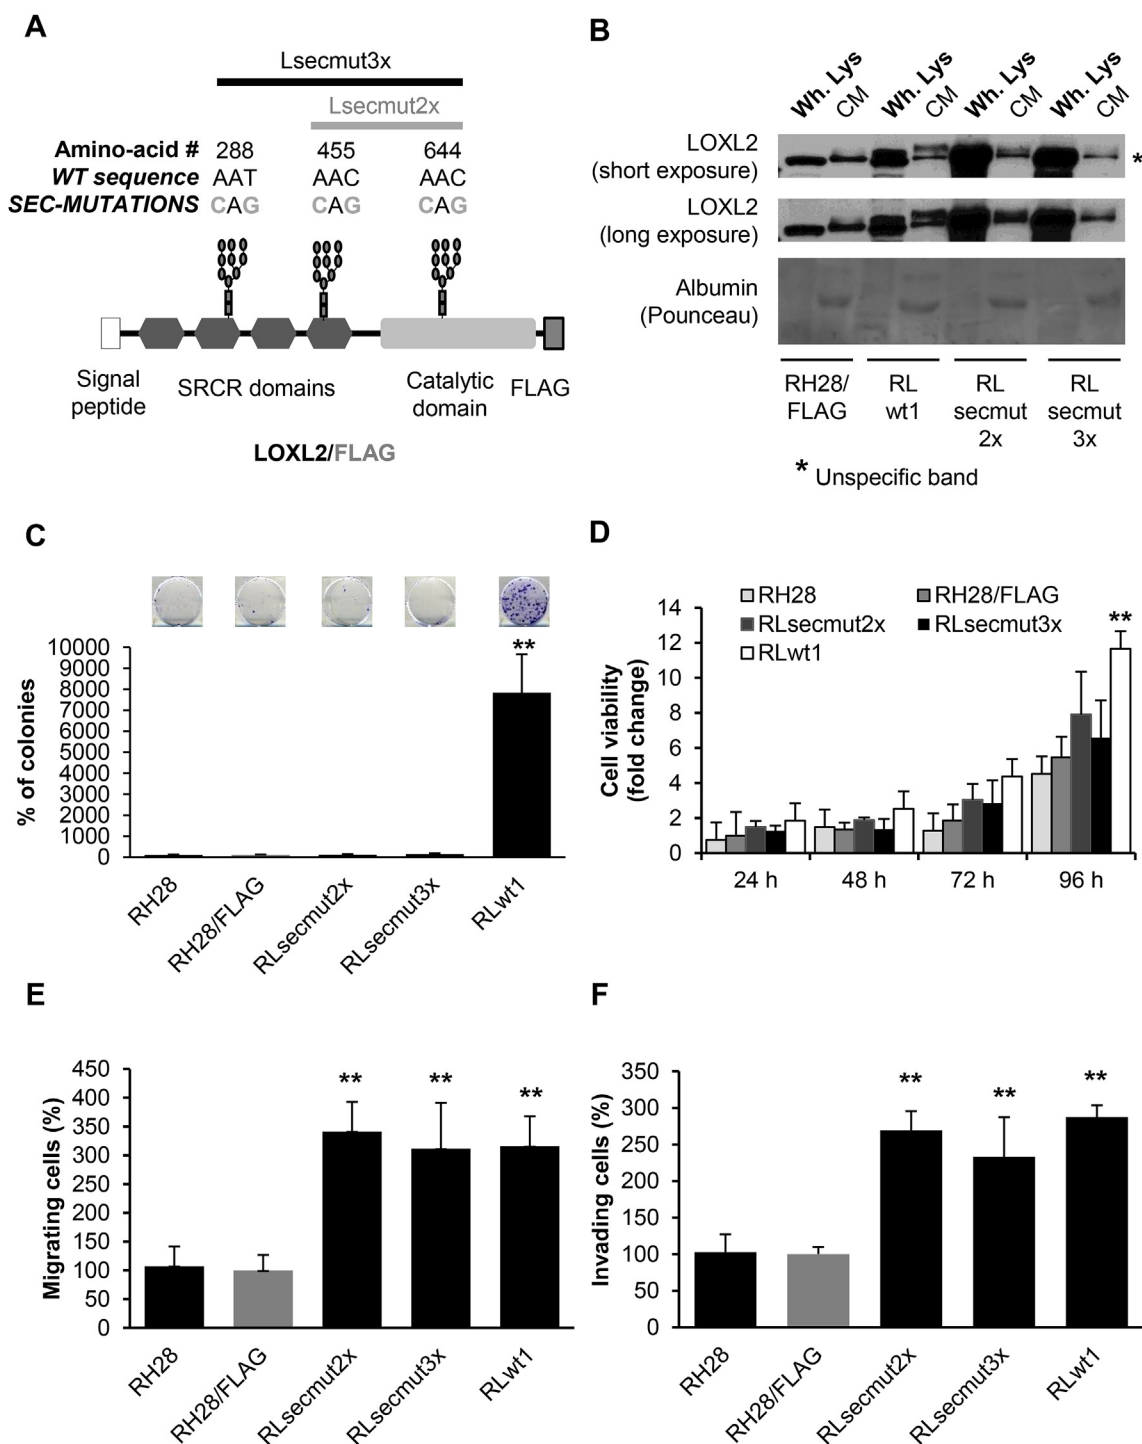 A
Lsecmut3x
Lsecmut2x
Amino-acid # 288 455 644
WT sequence AAT AAC AAC
SEC-MUTATIONS CAG CAG CAG
Signal
peptide
SRCR domains
Catalytic
domain
FLAG
LOXL2/FLAG
B
Wh. Lys CM Wh. Lys CM Wh. Lys CM Wh. Lys CM
LOXL2
(short exposure)
*
LOXL2
(long exposure)
Albumin
(Pounceau)
RH28/
FLAG
RL
wt1
RL
secmut
2x
RL
secmut
3x
* Unspecific band
C
**
% of colonies
10000
9000
8000
7000
6000
5000
4000
3000
2000
1000
0
RH28
RH28/FLAG
RLsecmut2x
RLsecmut3x
RLwt1
D
RH28 RH28/FLAG
RLsecmut2x RLsecmut3x
RLwt1
**
Cell viability
(fold change)
14
12
10
8
6
4
2
0
24 h 48 h 72 h 96 h
E
Migrating cells (%)
450
400
350
300
250
200
150
100
50
0
** ** **
RH28
RH28/FLAG
RLsecmut2x
RLsecmut3x
RLwt1
F
Invading cells (%)
350
300
250
200
150
100
50
0
** ** **
RH28
RH28/FLAG
RLsecmut2x
RLsecmut3x
RLwt1